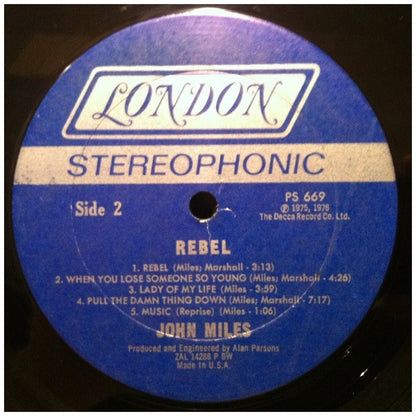 LONDON
STEREOPHONIC
Side 2
PS 669
℗ 1975, 1976
The Decca Record Co. Ltd.
REBEL
1. REBEL (Miles; Marshall - 3:13)
2. WHEN YOU LOSE SOMEONE SO YOUNG (Miles; Marshall - 4:26)
3. LADY OF MY LIFE (Miles - 3:59)
4. PULL THE DAMN THING DOWN (Miles; Marshall - 7:17)
5. MUSIC (Reprise) (Miles - 1:06)
JOHN MILES
Produced and Engineered by Alan Parsons
ZAL 14288 P BW
Made In U.S.A.